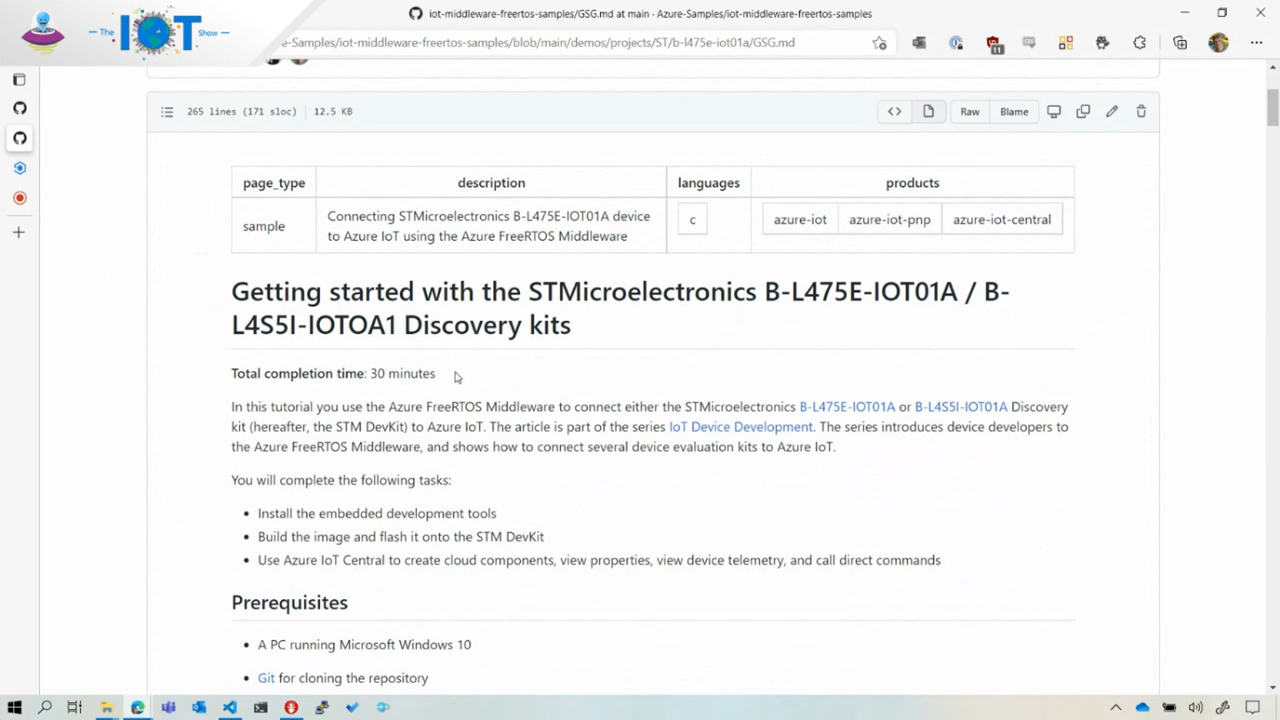 The IOT Show
iot-middleware-freertos-samples/GSG.md at main · Azure-Samples/iot-middleware-freertos-samples
e-Samples/iot-middleware-freertos-samples/blob/main/demos/projects/ST/b-l475e-iot01a/GSG.md
11
265 lines (171 sloc) 12.5 KB
Raw Blame
page_type description languages products
sample
Connecting STMicroelectronics B-L475E-IOT01A device
to Azure IoT using the Azure FreeRTOS Middleware
c
azure-iot azure-iot-pnp azure-iot-central
Getting started with the STMicroelectronics B-L475E-IOT01A / B-
L4S5I-IOTOA1 Discovery kits
Total completion time: 30 minutes
In this tutorial you use the Azure FreeRTOS Middleware to connect either the STMicroelectronics B-L475E-IOT01A or B-L4S5I-IOT01A Discovery
kit (hereafter, the STM DevKit) to Azure IoT. The article is part of the series IoT Device Development. The series introduces device developers to
the Azure FreeRTOS Middleware, and shows how to connect several device evaluation kits to Azure IoT.
You will complete the following tasks:
• Install the embedded development tools
• Build the image and flash it onto the STM DevKit
• Use Azure IoT Central to create cloud components, view properties, view device telemetry, and call direct commands
Prerequisites
• A PC running Microsoft Windows 10
• Git for cloning the repository